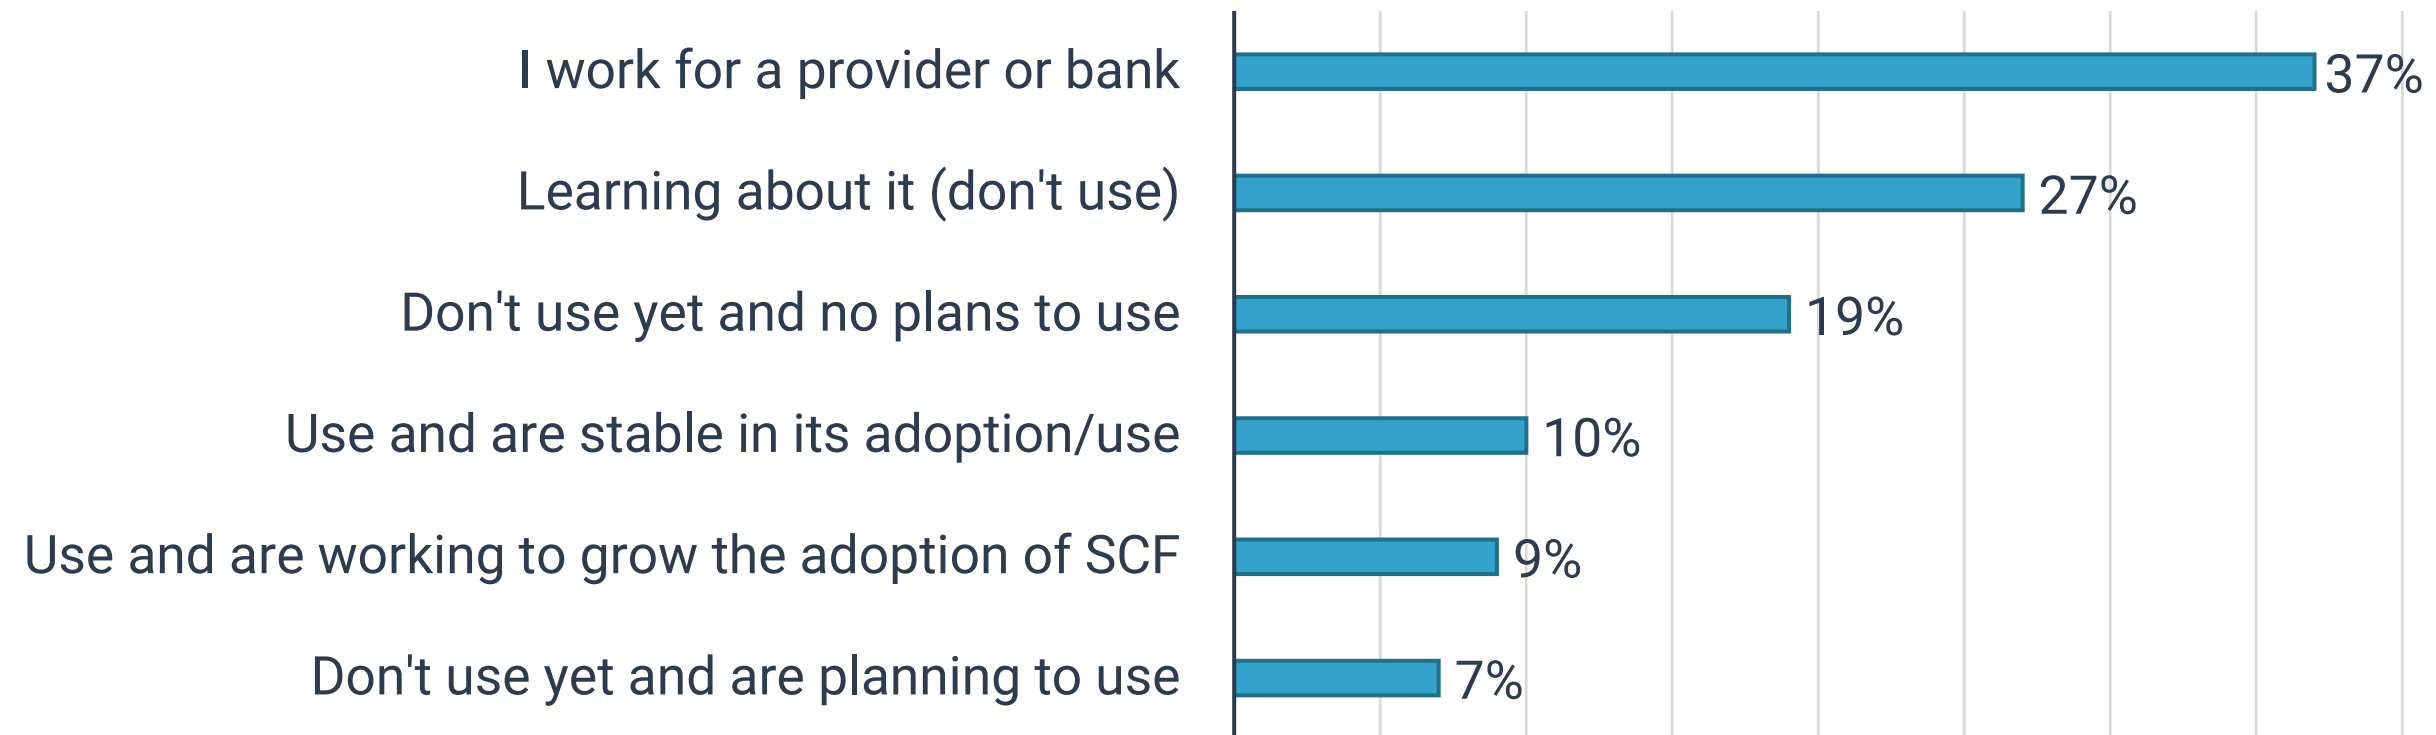 I work for a provider or bank 37%
Learning about it (don't use) 27%
Don't use yet and no plans to use 19%
Use and are stable in its adoption/use 10%
Use and are working to grow the adoption of SCF 9%
Don't use yet and are planning to use 7%